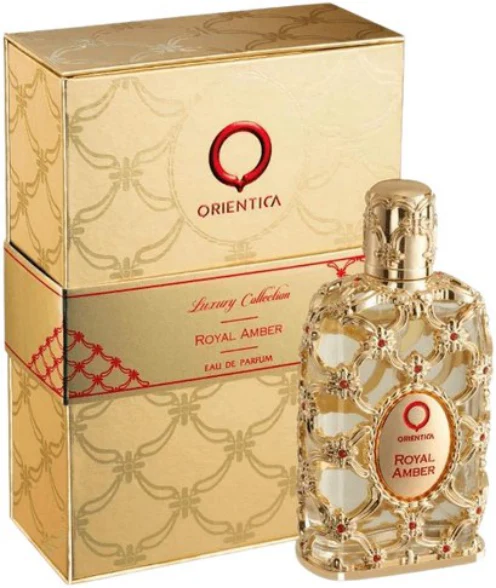 ORIENTICA
Luxury Collection
ROYAL AMBER
EAU DE PARFUM
ORIENTICA
ROYAL
AMBER